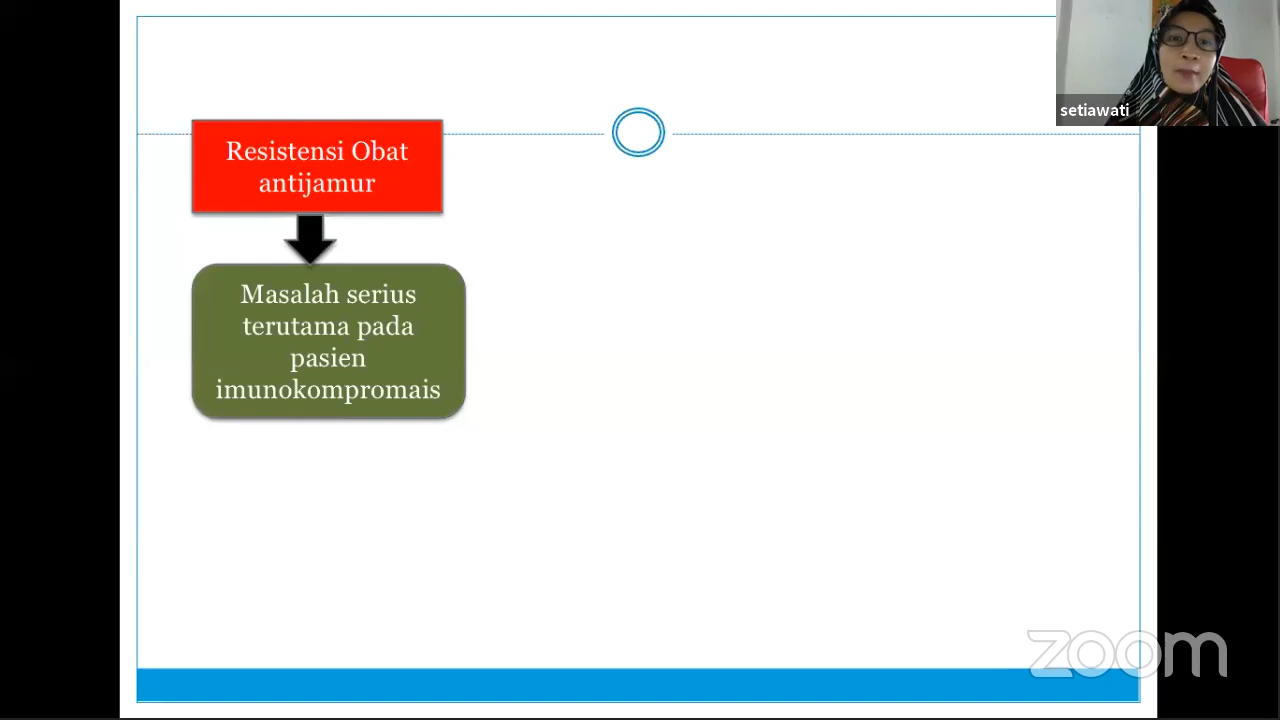 setiawati
Resistensi Obat
antijamur
Masalah serius
terutama pada
pasien
imunokompromais
zoom